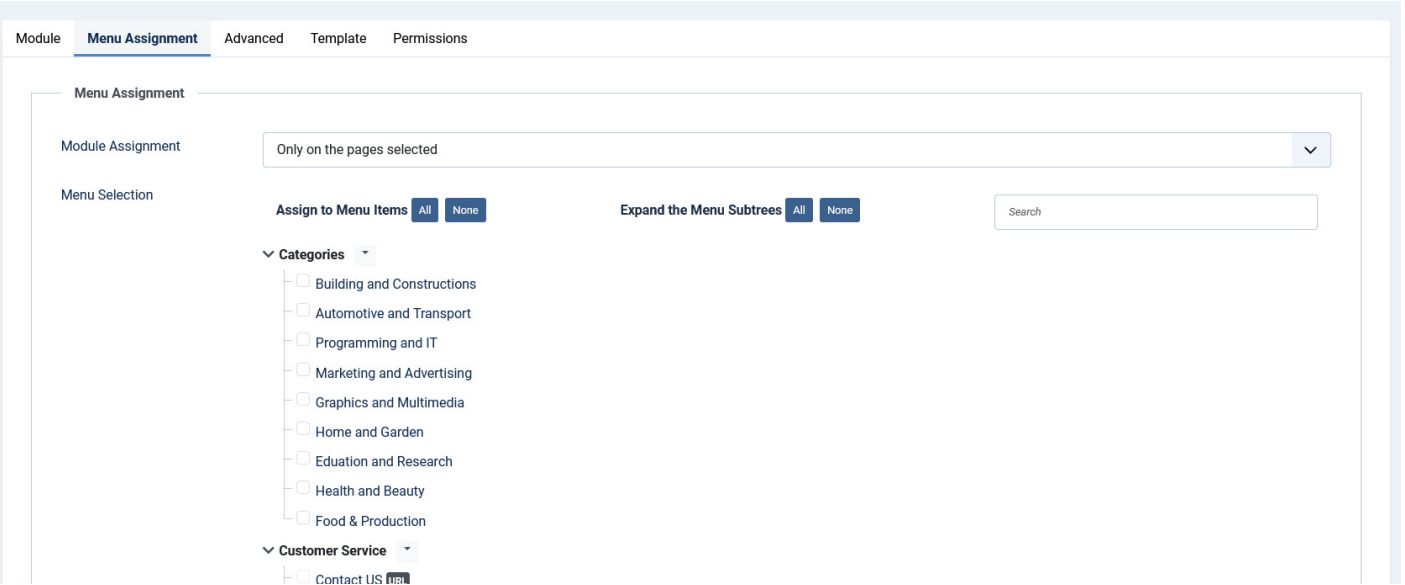 Module Menu Assignment Advanced Template Permissions
Menu Assignment
Module Assignment Only on the pages selected
Menu Selection
Assign to Menu Items All None Expand the Menu Subtrees All None Search
Categories
Building and Constructions
Automotive and Transport
Programming and IT
Marketing and Advertising
Graphics and Multimedia
Home and Garden
Eduation and Research
Health and Beauty
Food & Production
Customer Service
Contact US URL